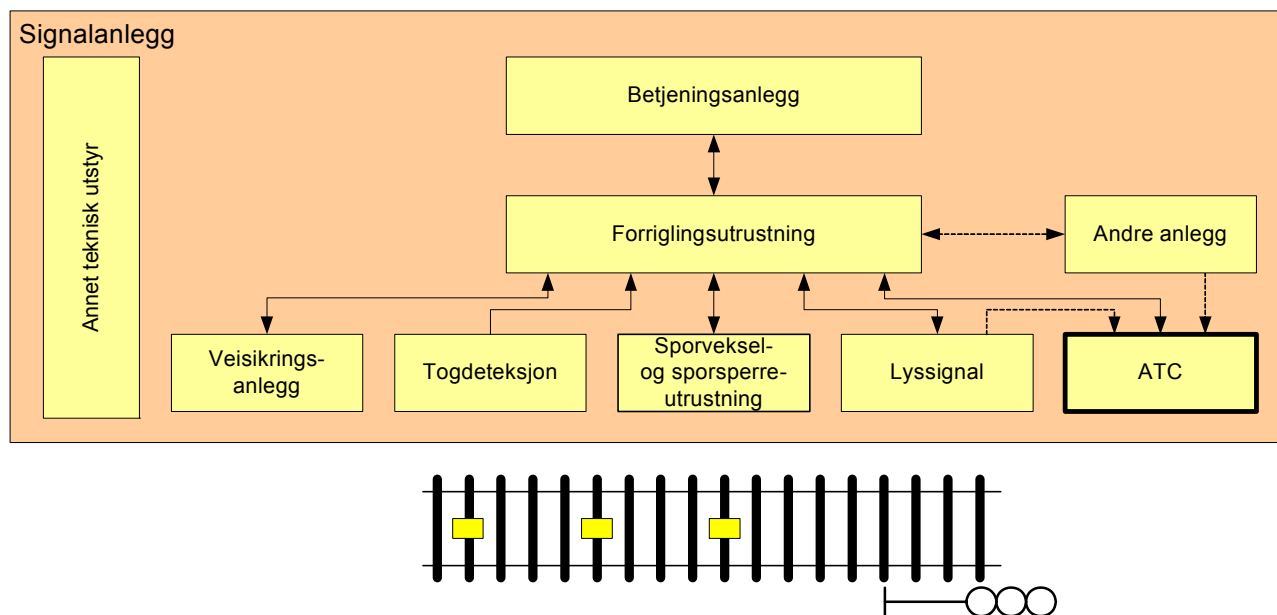 Signalanlegg
Annet teknisk utstyr
Betjeningsanlegg
Forriglingsutrustning
Andre anlegg
Veisikrings-
anlegg
Togdeteksjon
Sporveksel-
og sporsperre-
utrustning
Lyssignal
ATC